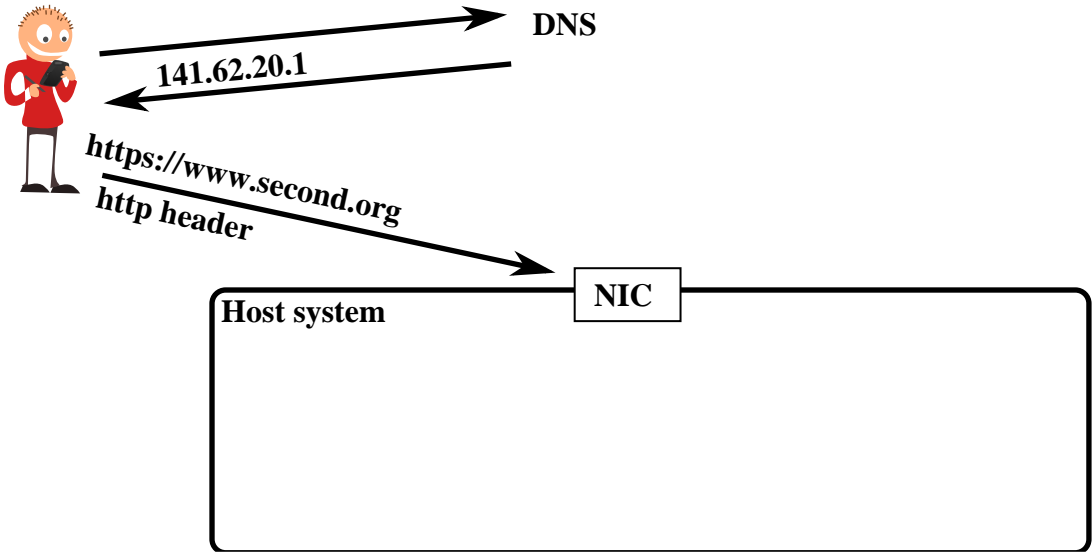 DNS
141.62.20.1
https://www.second.org
http header
NIC
Host system